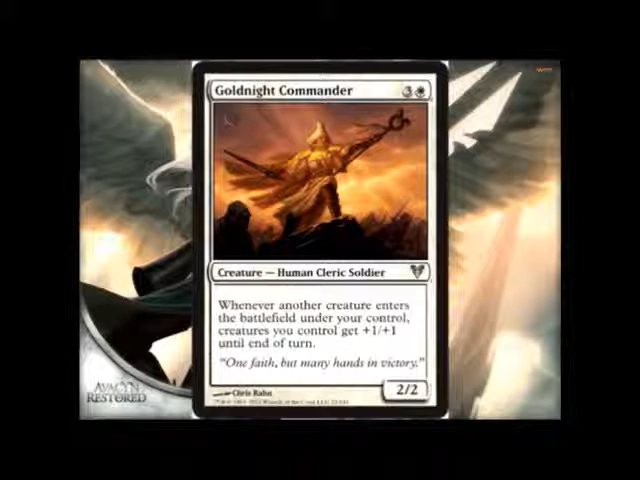 Goldnight Commander 3
Creature — Human Cleric Soldier
Whenever another creature enters
the battlefield under your control,
creatures you control get +1/+1
until end of turn.
"One faith, but many hands in victory."
2/2
Chris Rahn
AVACYN
RESTORED